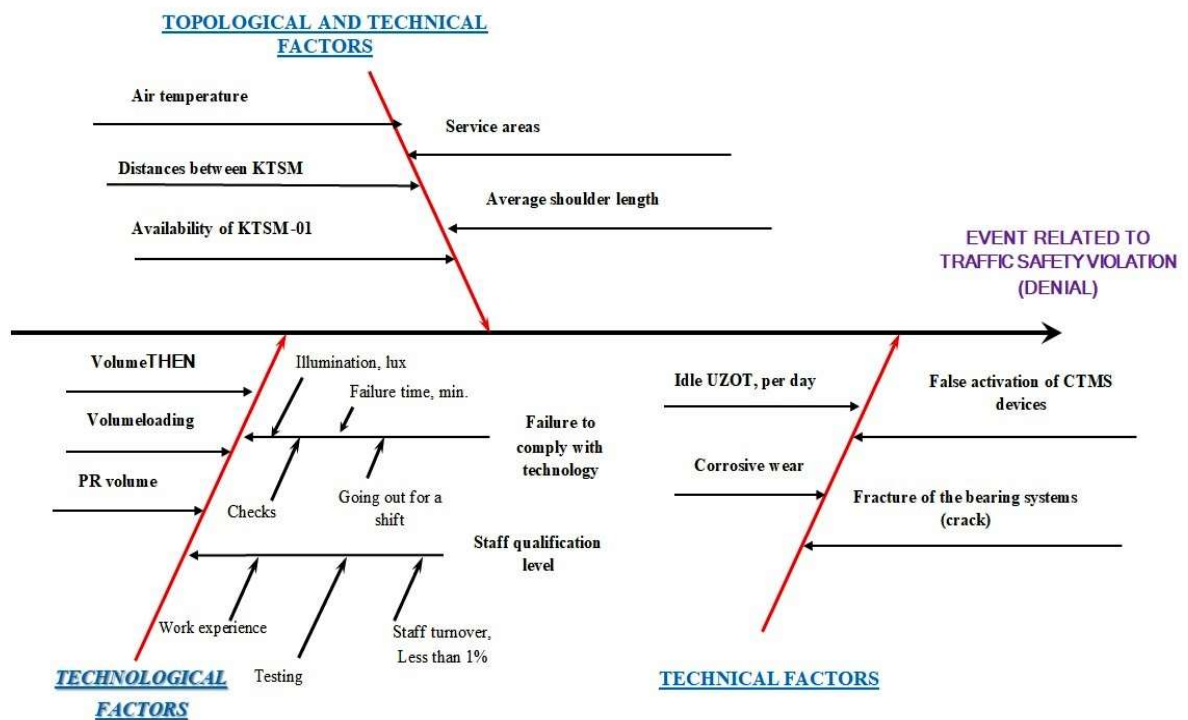 TOPOLOGICAL AND TECHNICAL
FACTORS
Air temperature
Service areas
Distances between KTSM
Average shoulder length
Availability of KTSM-01
EVENT RELATED TO
TRAFFIC SAFETY VIOLATION
(DENIAL)
VolumeTHEN
Illumination, lux
Failure time, min.
Volumeloading
Failure to
comply with
technology
PR volume
Checks
Going out for a
shift
Staff qualification
level
Work experience
Testing
Staff turnover,
Less than 1%
TECHNOLOGICAL
FACTORS
Idle UZOT, per day
False activation of CTMS
devices
Corrosive wear
Fracture of the bearing systems
(crack)
TECHNICAL FACTORS